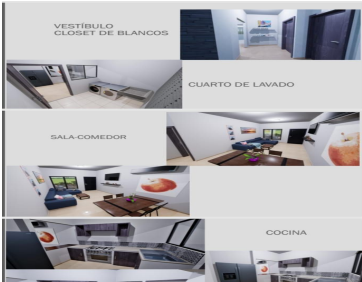 VESTÍBULO
CLOSET DE BLANCOS
CUARTO DE LAVADO
SALA-COMEDOR
COCINA